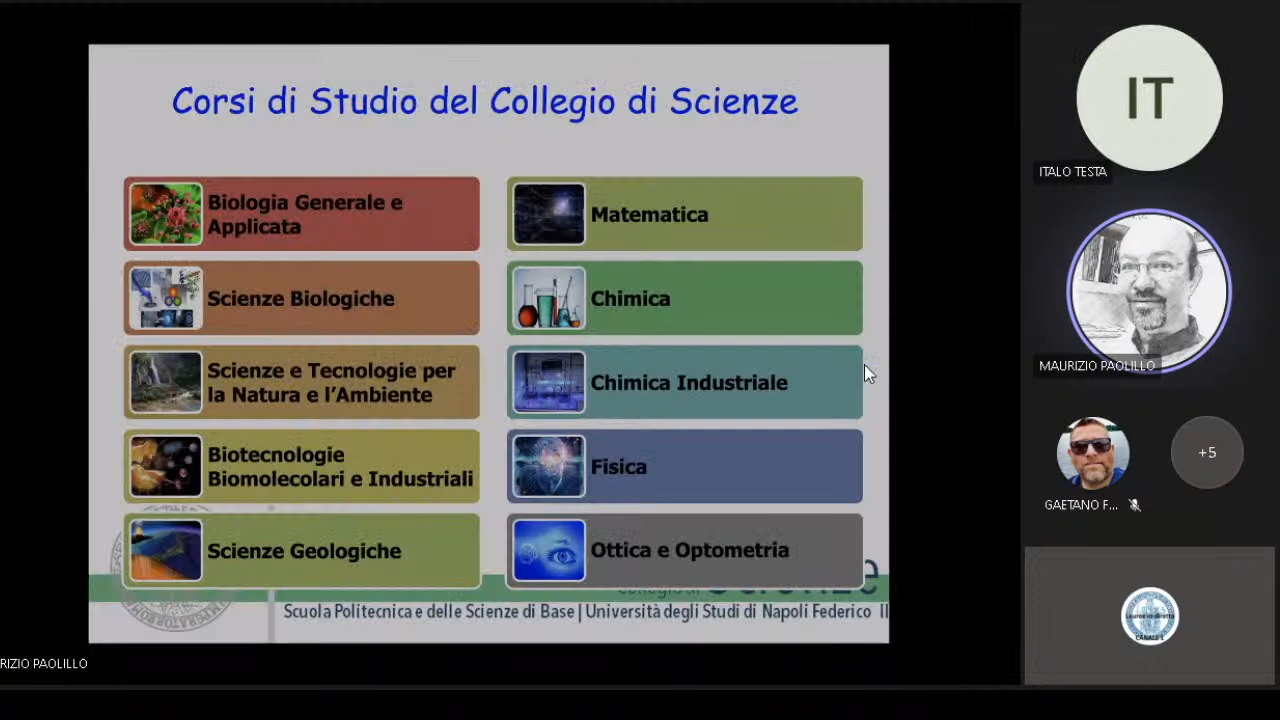 Corsi di Studio del Collegio di Scienze
Biologia Generale e
Applicata
Scienze Biologiche
Scienze e Tecnologie per
la Natura e l'Ambiente
Biotecnologie
Biomolecolari e Industriali
Scienze Geologiche
Matematica
Chimica
Chimica Industriale
Fisica
Ottica e Optometria
Scuola Politecnica e delle Scienze di Base | Università degli Studi di Napoli Federico II
RIZIO PAOLILLO
IT
ITALO TESTA
MAURIZIO PAOLILLO
GAETANO F...
+5
CANALE 1